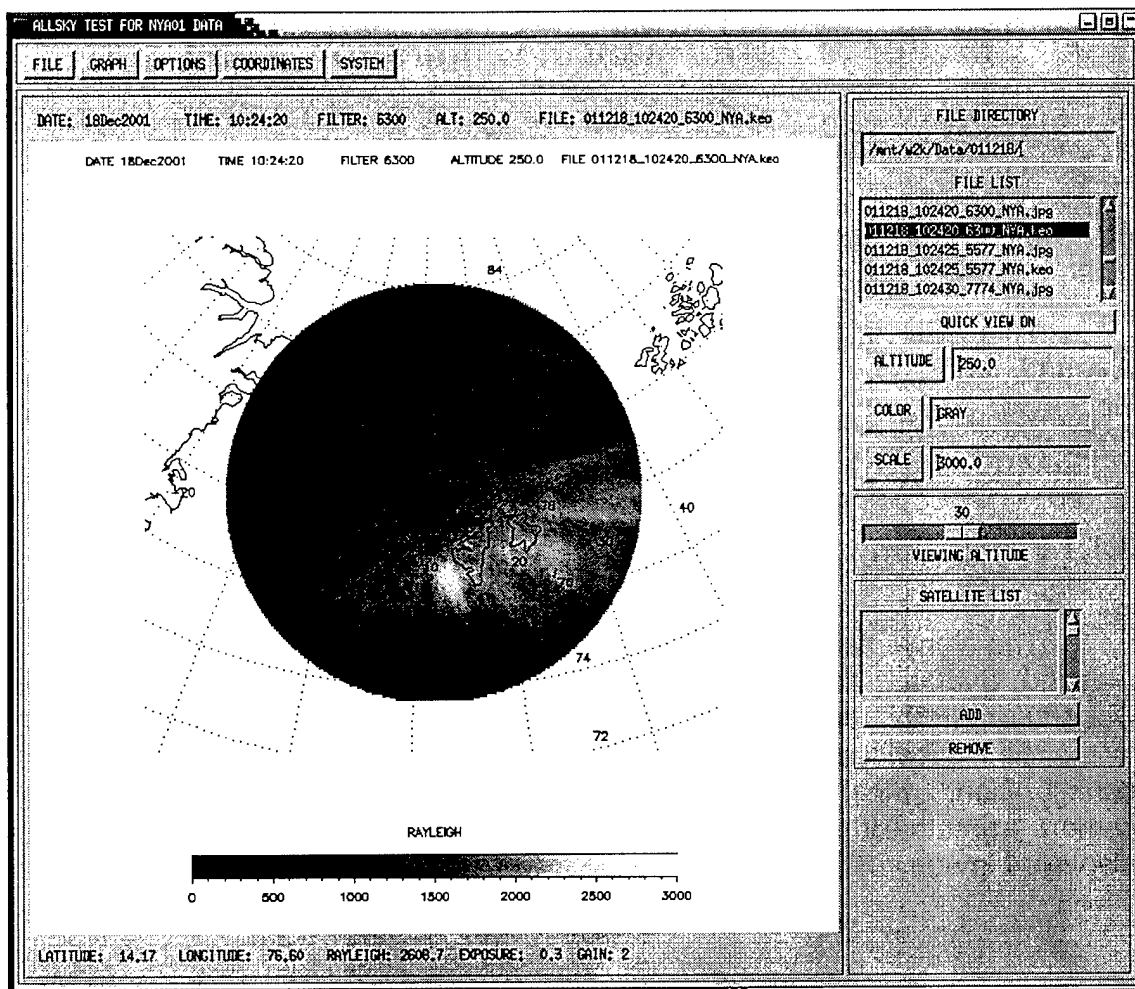 ALLSKY TEST FOR NYA01 DATA
FILE GRAPH OPTIONS COORDINATES SYSTEM
DATE: 18Dec2001 TIME: 10:24:20 FILTER: 6300 ALT: 250.0 FILE: 011218_102420_6300_NYA.keo
DATE 18Dec2001 TIME 10:24:20 FILTER 6300 ALTITUDE 250.0 FILE 011218_102420_6300_NYA.keo
84
20
40
78
20
76
74
72
RAYLEIGH
0 500 1000 1500 2000 2500 3000
LATITUDE: 14.17 LONGITUDE: 76.60 RAYLEIGH: 2608.7 EXPOSURE: 0.3 GAIN: 2
FILE DIRECTORY
/mnt/w2k/Data/011218/
FILE LIST
011218_102420_6300_NYA.jpg
011218_102420_6300_NYA.keo
011218_102425_5577_NYA.jpg
011218_102425_5577_NYA.keo
011218_102430_7774_NYA.jpg
QUICK VIEW ON
ALTITUDE 250.0
COLOR GRAY
SCALE 3000.0
30
VIEWING ALTITUDE
SATELLITE LIST
ADD
REMOVE